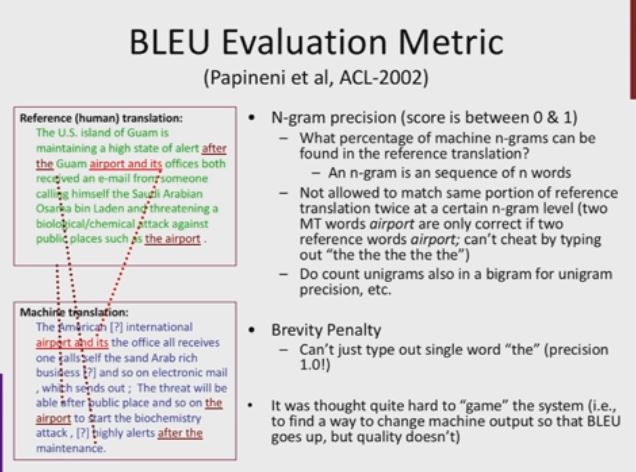 BLEU Evaluation Metric
(Papineni et al, ACL-2002)
Reference (human) translation:
The U.S. island of Guam is
maintaining a high state of alert after
the Guam airport and its offices both
received an e-mail from someone
calling himself the Saudi Arabian
Osama bin Laden and threatening a
biological/chemical attack against
public places such as the airport .
Machine translation:
The American [?] international
airport and its the office all receives
one calls self the sand Arab rich
business [?] and so on electronic mail
, which sends out ; The threat will be
able after public place and so on the
airport to start the biochemistry
attack , [?] highly alerts after the
maintenance.
• N-gram precision (score is between 0 & 1)
– What percentage of machine n-grams can be
found in the reference translation?
– An n-gram is an sequence of n words
– Not allowed to match same portion of reference
translation twice at a certain n-gram level (two
MT words airport are only correct if two
reference words airport; can't cheat by typing
out “the the the the the”)
– Do count unigrams also in a bigram for unigram
precision, etc.
• Brevity Penalty
– Can't just type out single word “the” (precision
1.0!)
• It was thought quite hard to “game” the system (i.e.,
to find a way to change machine output so that BLEU
goes up, but quality doesn't)